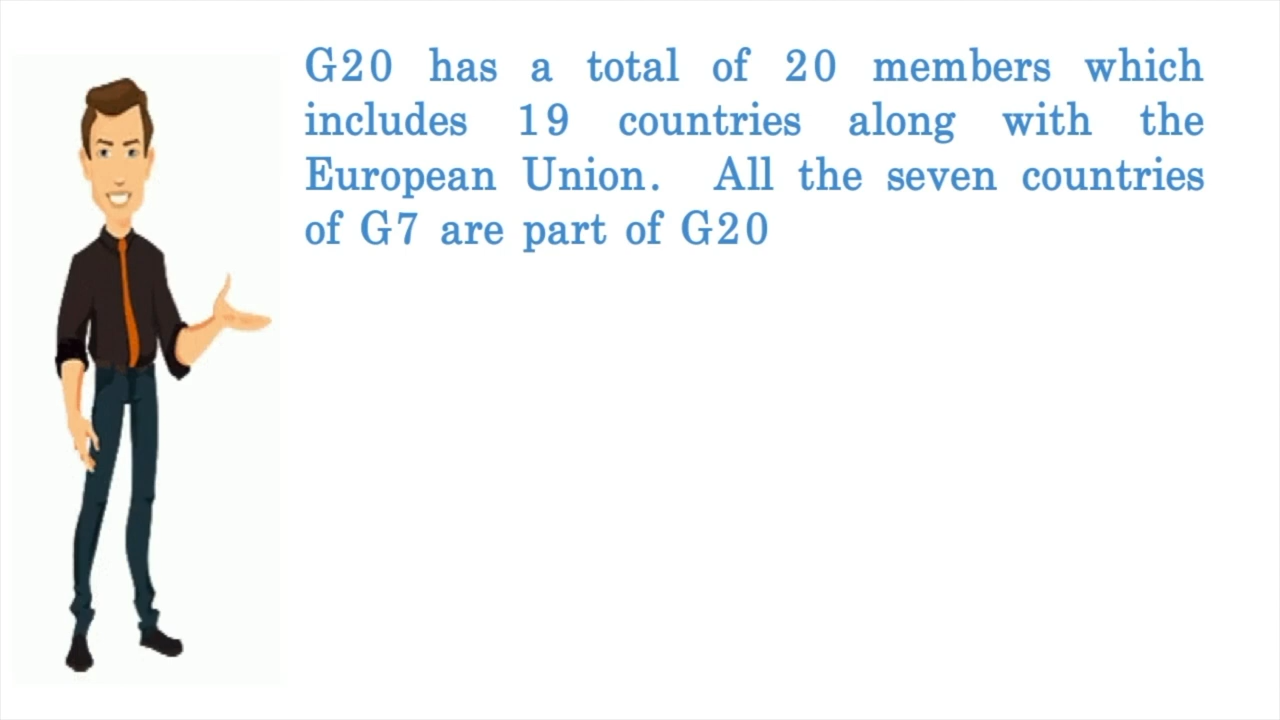 G20 has a total of 20 members which
includes 19 countries along with the
European Union. All the seven countries
of G7 are part of G20